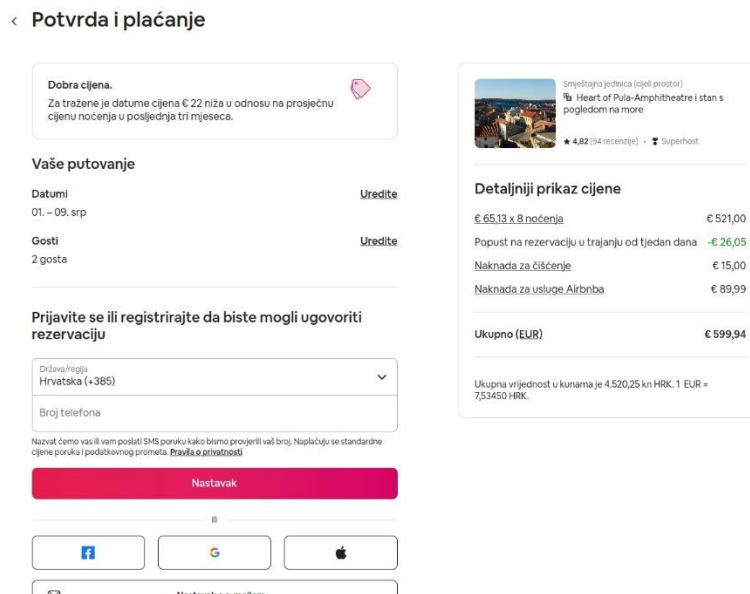 Potvrda i plaćanje
Dobra cijena.
Za tražene je datume cijena € 22 niža u odnosu na prosječnu
cijenu noćenja u posljednja tri mjeseca.
Vaše putovanje
Datumi
Uredite
01. – 09. srp
Gosti
Uredite
2 gosta
Prijavite se ili registrirajte da biste mogli ugovoriti
rezervaciju
Država/regija
Hrvatska (+385)
Broj telefona
Nazvat ćemo vas ili vam poslati SMS poruku kako bismo provjerili vaš broj. Naplaćuju se standardne
cijene poruka i podatkovnog prometa. Pravila o privatnosti
Nastavak
ili
Smještajna jedinica (cijeli prostor)
Heart of Pula-Amphitheatre i stan s
pogledom na more
★ 4,82 (94 recenzije) • Superhost
Detaljniji prikaz cijene
€ 65,13 x 8 noćenja € 521,00
Popust na rezervaciju u trajanju od tjedan dana -€ 26,05
Naknada za čišćenje € 15,00
Naknada za usluge Airbnba € 89,99
Ukupno (EUR) € 599,94
Ukupna vrijednost u kunama je 4.520,25 kn HRK. 1 EUR =
7,53450 HRK.